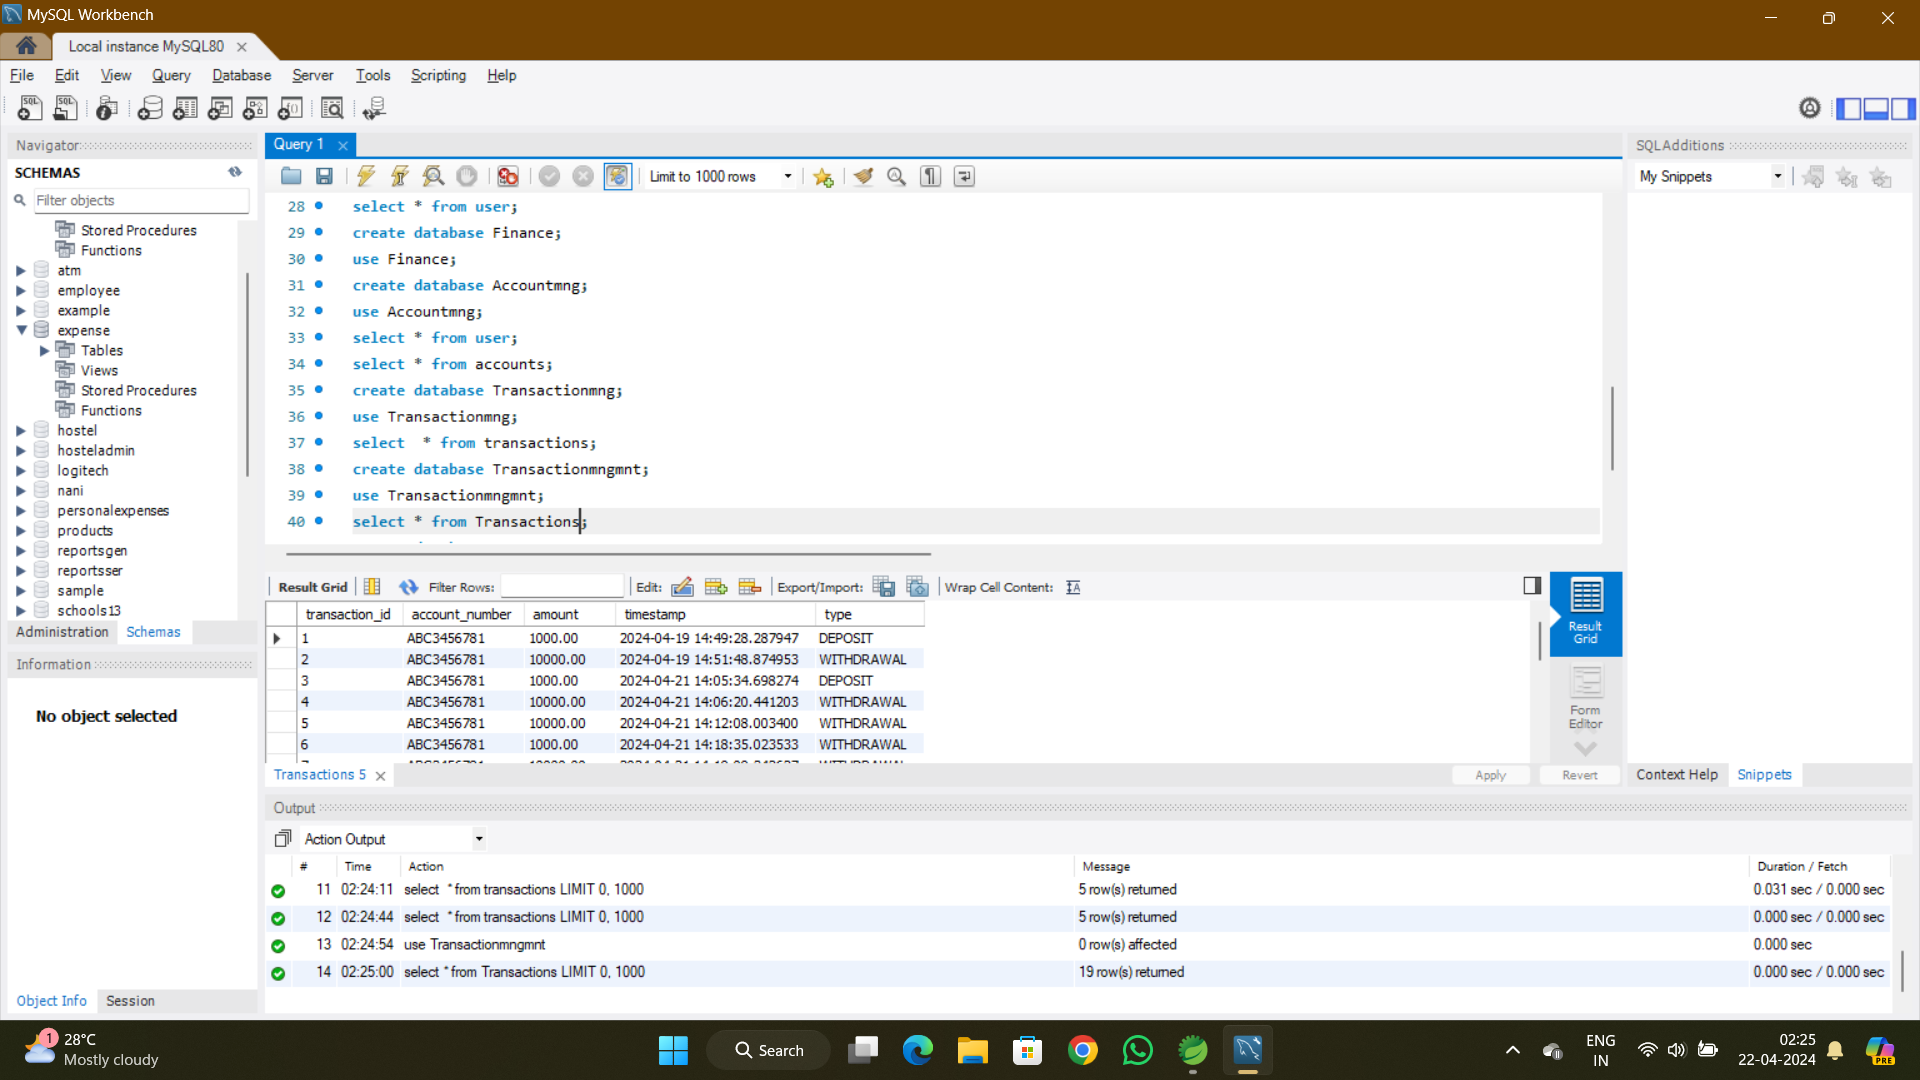 MySQL Workbench
Local instance MySQL80
File Edit View Query Database Server Tools Scripting Help
Navigator
SCHEMAS
Filter objects
Stored Procedures
Functions
atm
employee
example
expense
Tables
Views
Stored Procedures
Functions
hostel
hosteladmin
logitech
nani
personalexpenses
products
reportsgen
reportsser
sample
schools13
Administration Schemas
Information
No object selected
Object Info Session
Query 1
Limit to 1000 rows
28 select * from user;
29 create database Finance;
30 use Finance;
31 create database Accountmng;
32 use Accountmng;
33 select * from user;
34 select * from accounts;
35 create database Transactionmng;
36 use Transactionmng;
37 select  * from transactions;
38 create database Transactionmngmnt;
39 use Transactionmngmnt;
40 select * from Transactions;
Result Grid Filter Rows: Edit: Export/Import: Wrap Cell Content:
transaction_id account_number amount timestamp type
1 ABC3456781 1000.00 2024-04-19 14:49:28.287947 DEPOSIT
2 ABC3456781 10000.00 2024-04-19 14:51:48.874953 WITHDRAWAL
3 ABC3456781 1000.00 2024-04-21 14:05:34.698274 DEPOSIT
4 ABC3456781 10000.00 2024-04-21 14:06:20.441203 WITHDRAWAL
5 ABC3456781 10000.00 2024-04-21 14:12:08.003400 WITHDRAWAL
6 ABC3456781 1000.00 2024-04-21 14:18:35.023533 WITHDRAWAL
Result
Grid
Form
Editor
Transactions 5
Apply Revert
SQLAdditions
My Snippets
Context Help Snippets
Output
Action Output
# Time Action Message Duration / Fetch
11 02:24:11 select  * from transactions LIMIT 0, 1000 5 row(s) returned 0.031 sec / 0.000 sec
12 02:24:44 select  * from transactions LIMIT 0, 1000 5 row(s) returned 0.000 sec / 0.000 sec
13 02:24:54 use Transactionmngmnt 0 row(s) affected 0.000 sec
14 02:25:00 select * from Transactions LIMIT 0, 1000 19 row(s) returned 0.000 sec / 0.000 sec
1
28°C
Mostly cloudy
Search
ENG
IN
02:25
22-04-2024
PRE